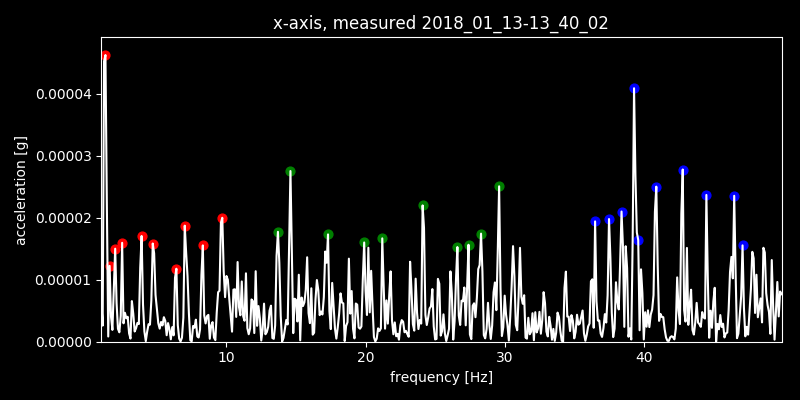 x-axis, measured 2018_01_13-13_40_02
acceleration [g]
0.00004
0.00003
0.00002
0.00001
0.00000
10 20 30 40
frequency [Hz]